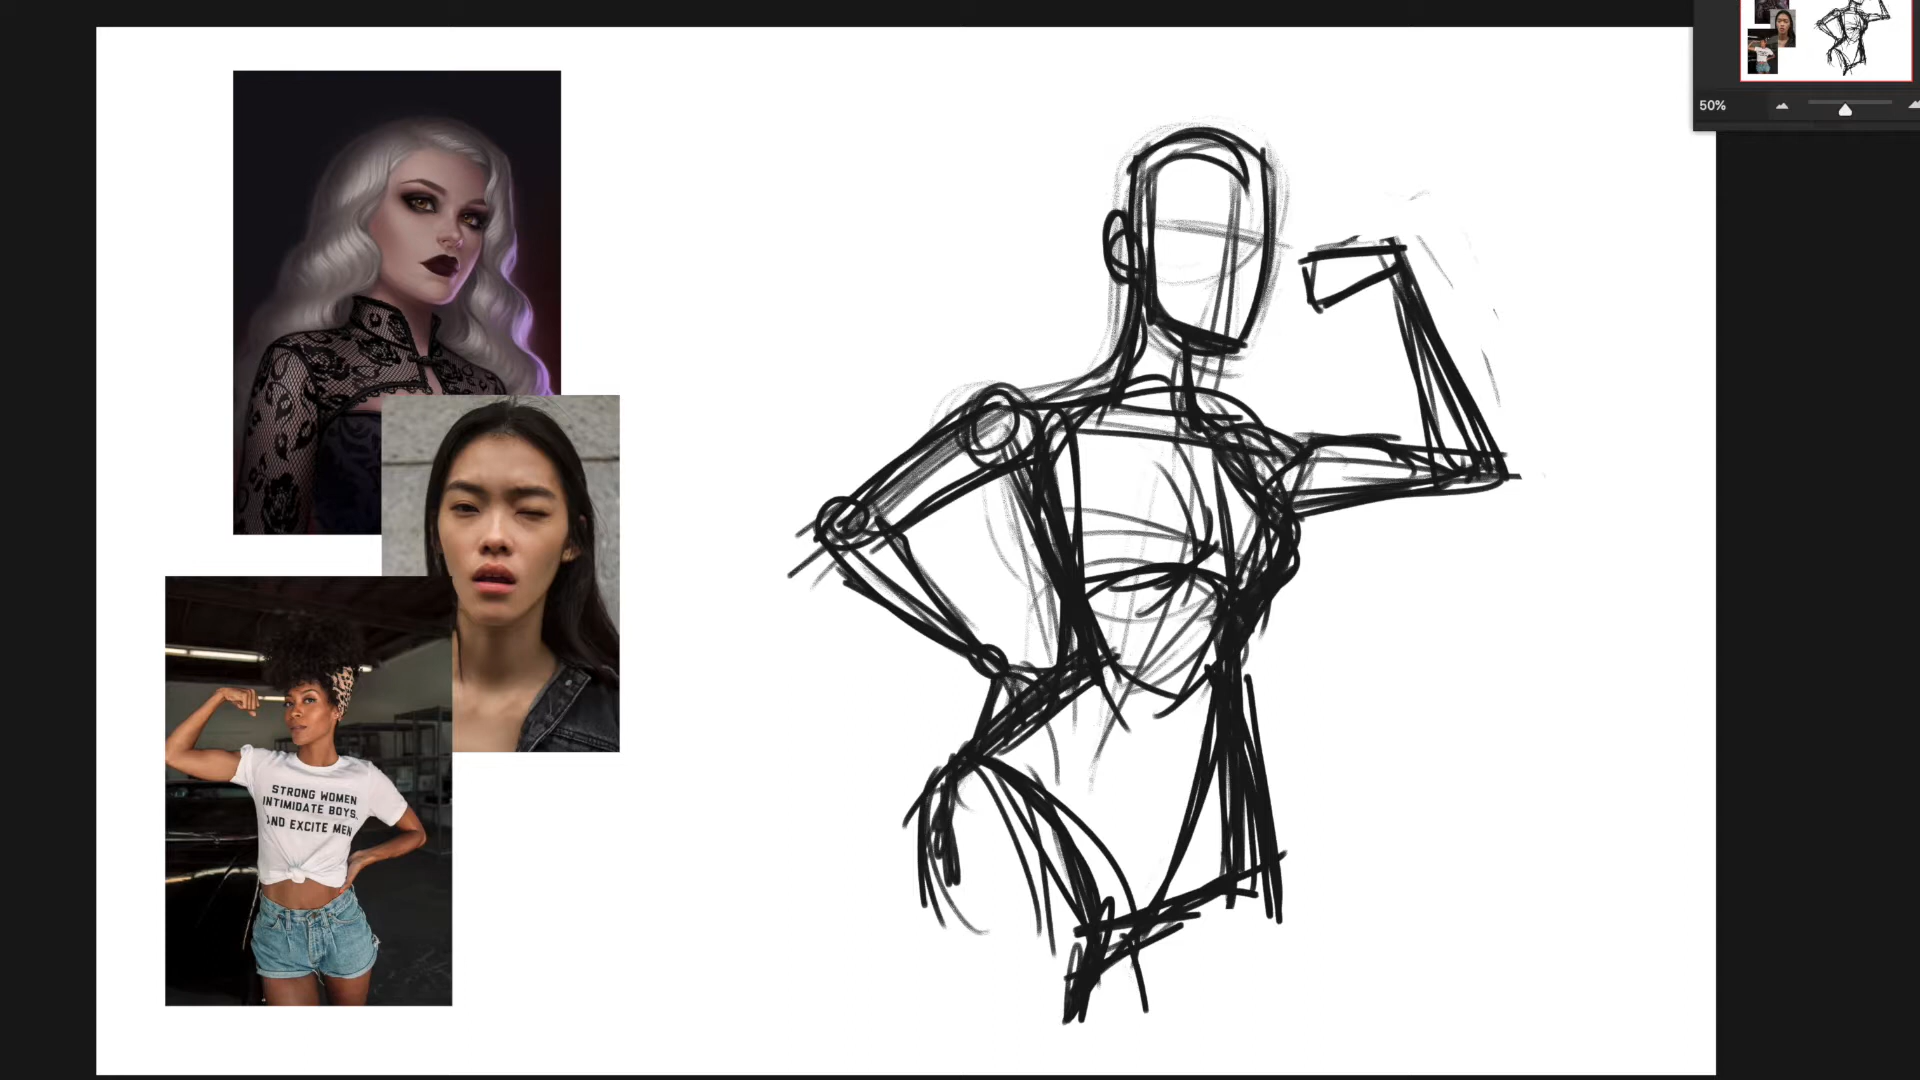 50%
STRONG WOMEN
INTIMIDATE BOYS,
AND EXCITE MEN